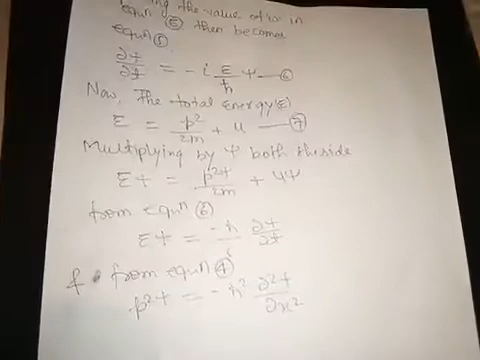 the value of ω in
equn ⑤ then becomes
equn ⑤
∂Ψ/∂t = -i E/ħ Ψ — ⑥
Now, The total energy (E)
E = p²/2m + u — ⑦
Multiplying by Ψ both the side
EΨ = p²Ψ/2m + UΨ
from equⁿ ⑥
EΨ = -ħ/i ∂Ψ/∂t
& from equⁿ ④
p²Ψ = -ħ² ∂²Ψ/∂x²